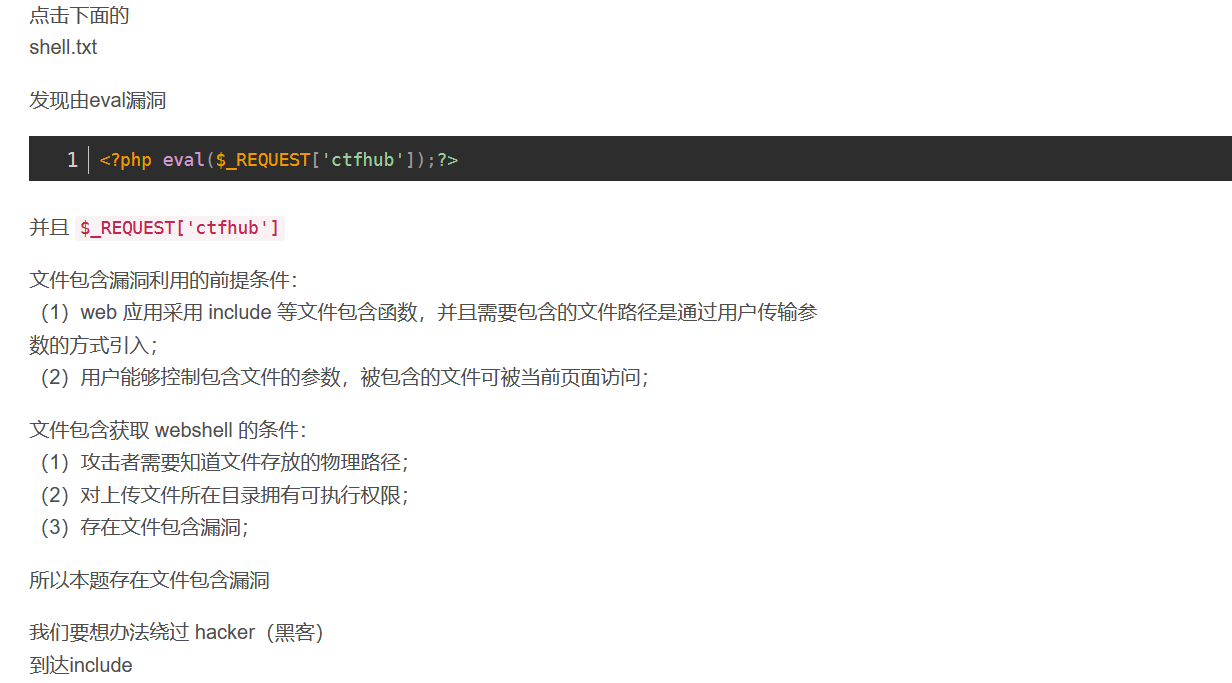 点击下面的
shell.txt
发现由eval漏洞
1 <?php eval($_REQUEST['ctfhub']);?>
并且 $_REQUEST['ctfhub']
文件包含漏洞利用的前提条件：
（1）web 应用采用 include 等文件包含函数，并且需要包含的文件路径是通过用户传输参
数的方式引入；
（2）用户能够控制包含文件的参数，被包含的文件可被当前页面访问；
文件包含获取 webshell 的条件：
（1）攻击者需要知道文件存放的物理路径；
（2）对上传文件所在目录拥有可执行权限；
（3）存在文件包含漏洞；
所以本题存在文件包含漏洞
我们要想办法绕过 hacker（黑客）
到达include